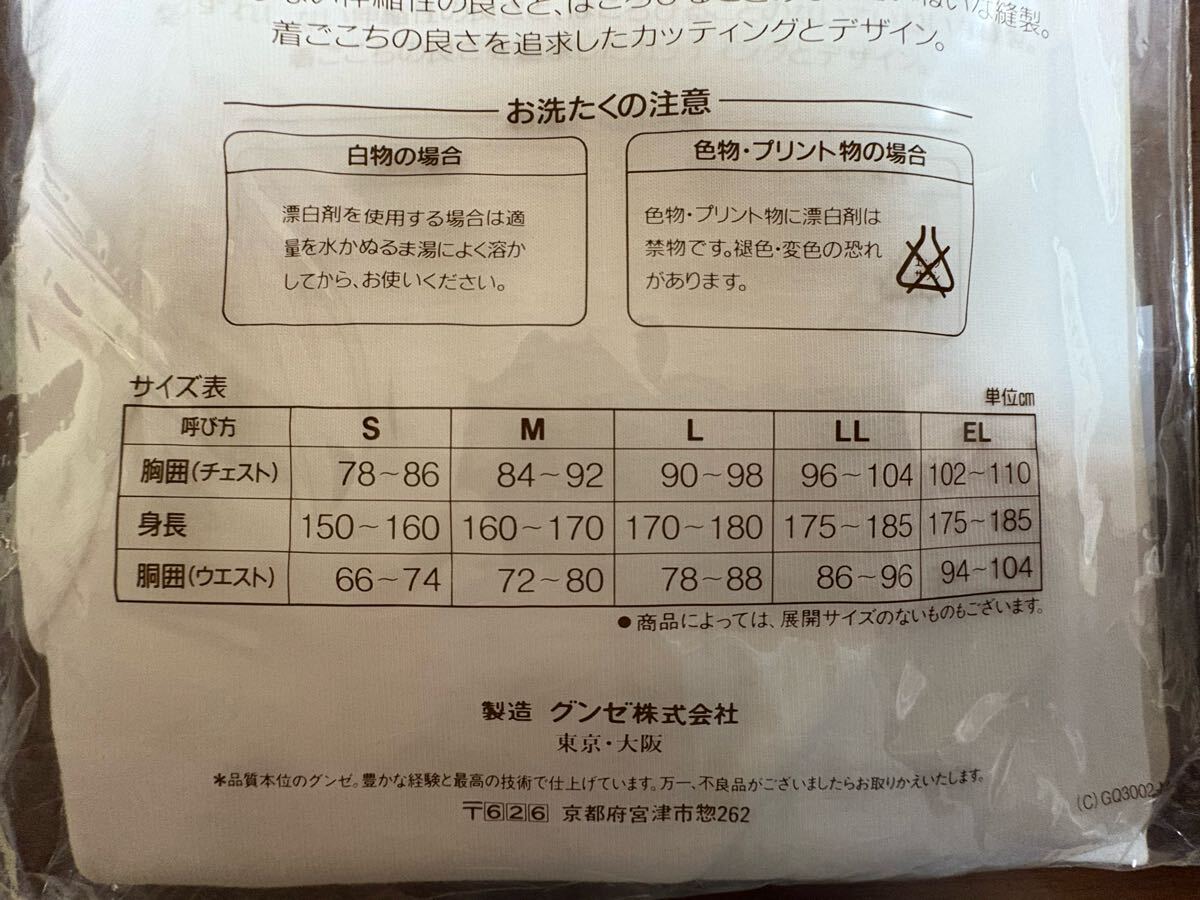 伸縮性の良さと、
縫製。
着ごこちの良さを追求したカッティングとデザイン。
お洗たくの注意
白物の場合
漂白剤を使用する場合は適
量を水かぬるま湯によく溶か
してから、お使いください。
色物・プリント物の場合
色物・プリント物に漂白剤は
禁物です。褪色・変色の恐れ
があります。
サイズ表
単位cm
呼び方 S M L LL EL
胸囲(チェスト) 78～86 84～92 90～98 96～104 102～110
身長 150～160 160～170 170～180 175～185 175～185
胴囲(ウエスト) 66～74 72～80 78～88 86～96 94～104
●商品によっては、展開サイズのないものもございます。
製造 グンゼ株式会社
東京・大阪
＊品質本位のグンゼ。豊かな経験と最高の技術で仕上げています。万一、不良品がございましたらお取りかえいたします。
〒626 京都府宮津市惣262
(C)GQ3002